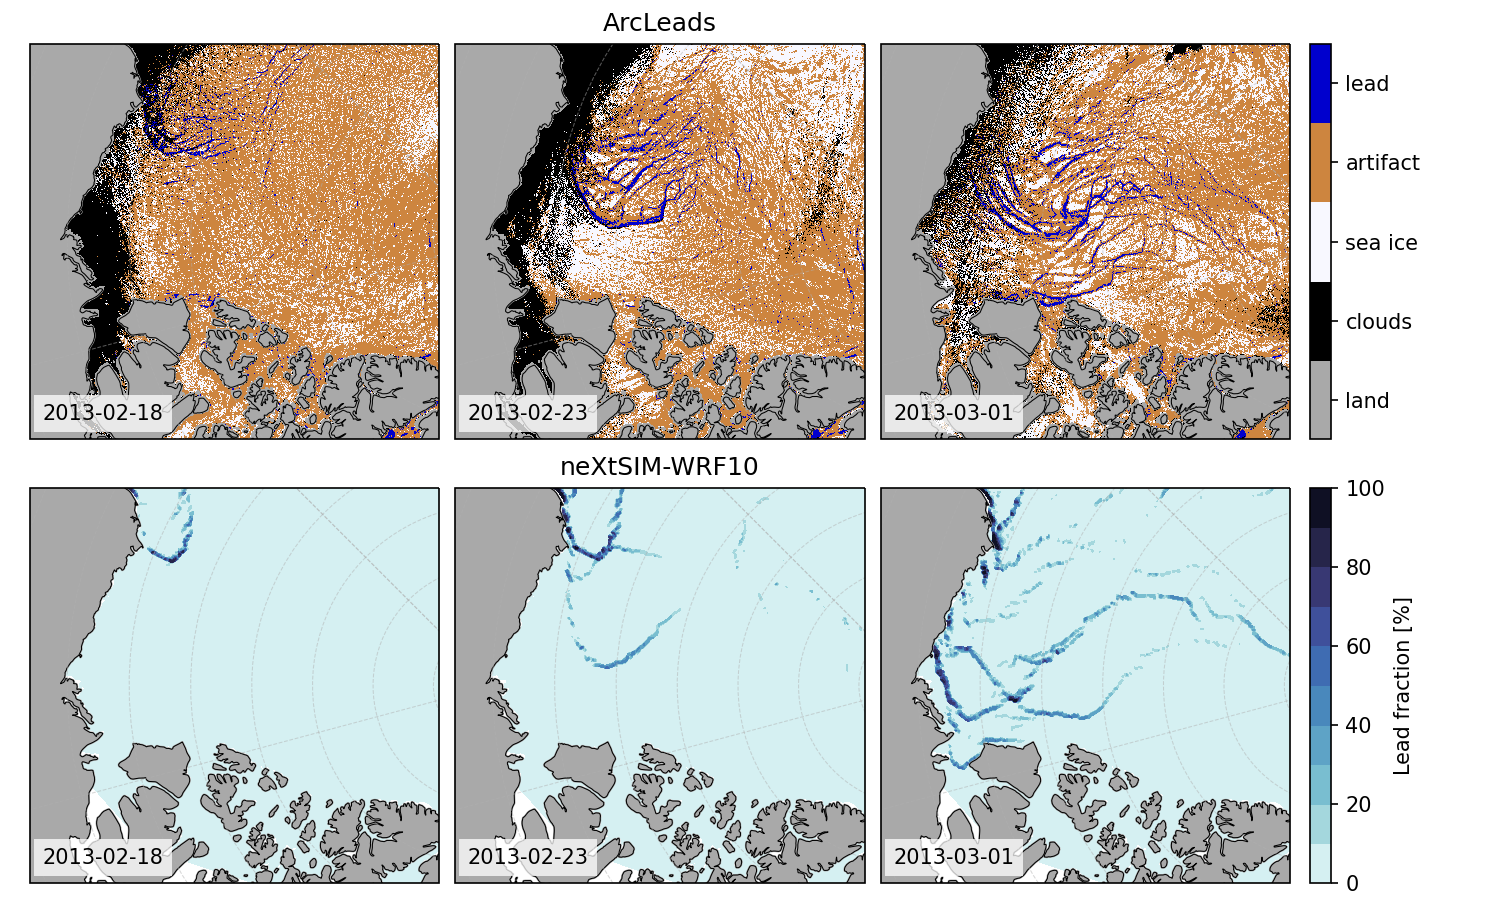 ArcLeads
2013-02-18
2013-02-23
2013-03-01
lead
artifact
sea ice
clouds
land
neXtSIM-WRF10
2013-02-18
2013-02-23
2013-03-01
100
80
60
40
20
0
Lead fraction [%]